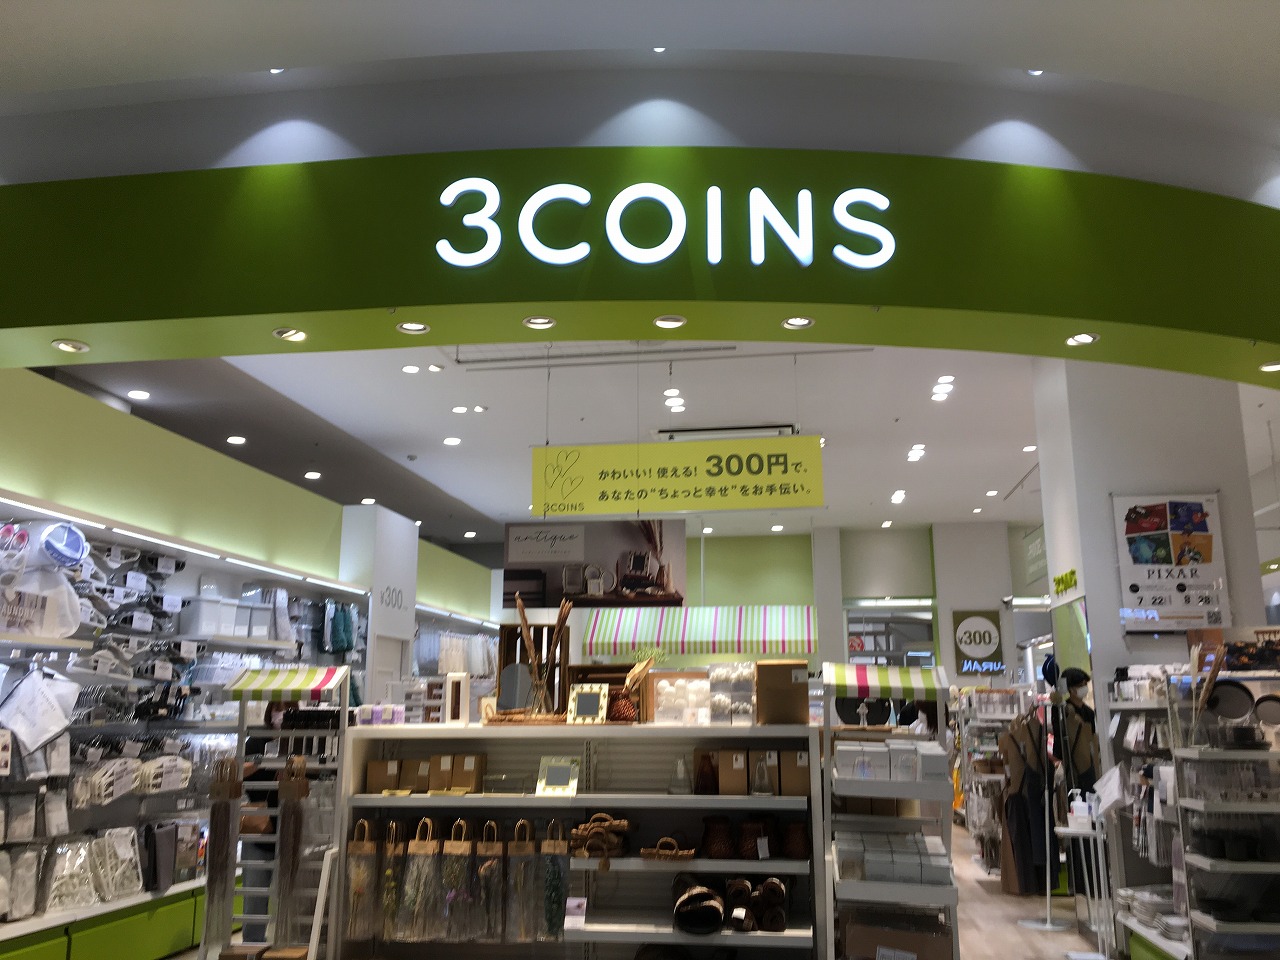 3COINS
かわいい！使える！300円で。
あなたの“ちょっと幸せ”をお手伝い。
3COINS
antique
¥300
¥300
PIXAR
7 22
8 28